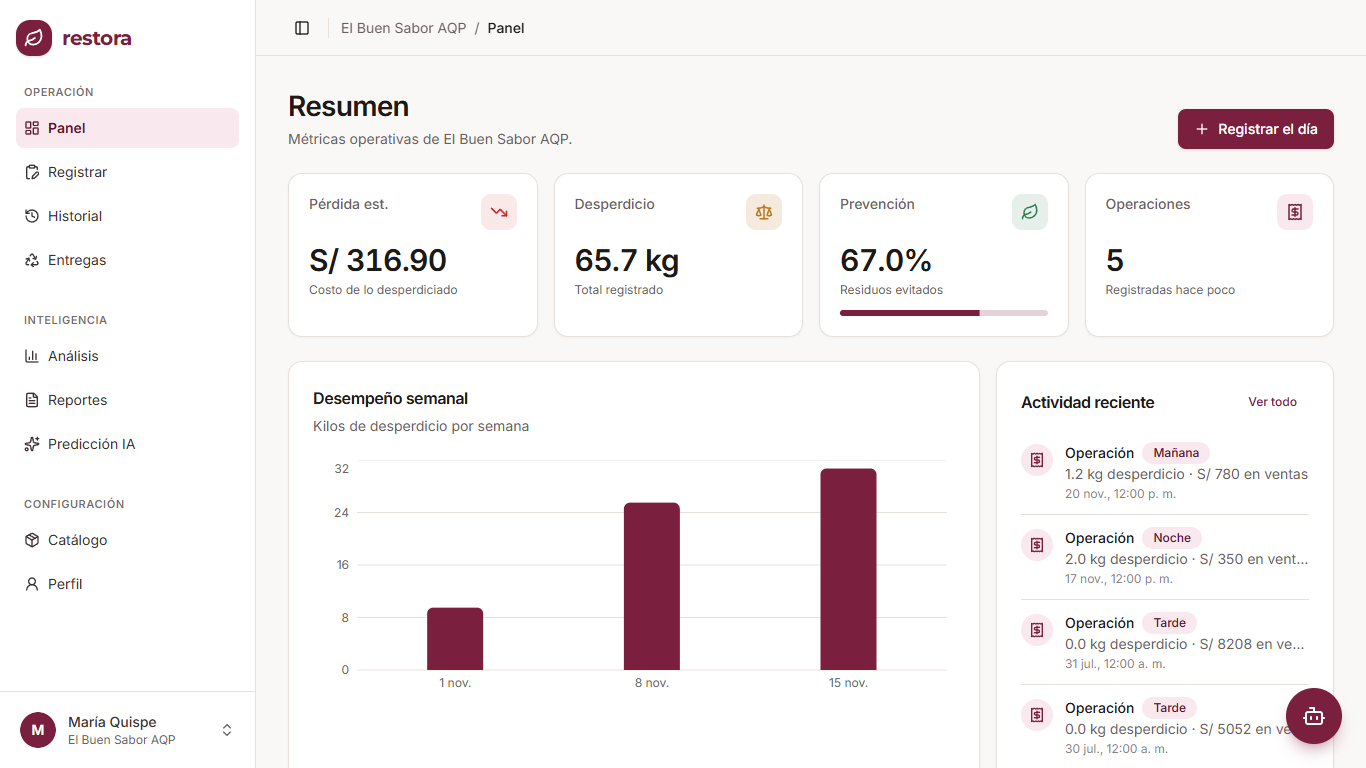 restora
OPERACIÓN
Panel
Registrar
Historial
Entregas
INTELIGENCIA
Análisis
Reportes
Predicción IA
CONFIGURACIÓN
Catálogo
Perfil
M
María Quispe
El Buen Sabor AQP
El Buen Sabor AQP / Panel
Resumen
Métricas operativas de El Buen Sabor AQP.
+ Registrar el día
Pérdida est.
S/ 316.90
Costo de lo desperdiciado
Desperdicio
65.7 kg
Total registrado
Prevención
67.0%
Residuos evitados
Operaciones
5
Registradas hace poco
Desempeño semanal
Kilos de desperdicio por semana
32
24
16
8
0
1 nov.
8 nov.
15 nov.
Actividad reciente
Ver todo
Operación Mañana
1.2 kg desperdicio · S/ 780 en ventas
20 nov., 12:00 p. m.
Operación Noche
2.0 kg desperdicio · S/ 350 en vent...
17 nov., 12:00 p. m.
Operación Tarde
0.0 kg desperdicio · S/ 8208 en ve...
31 jul., 12:00 a. m.
Operación Tarde
0.0 kg desperdicio · S/ 5052 en ve
30 jul., 12:00 a. m.